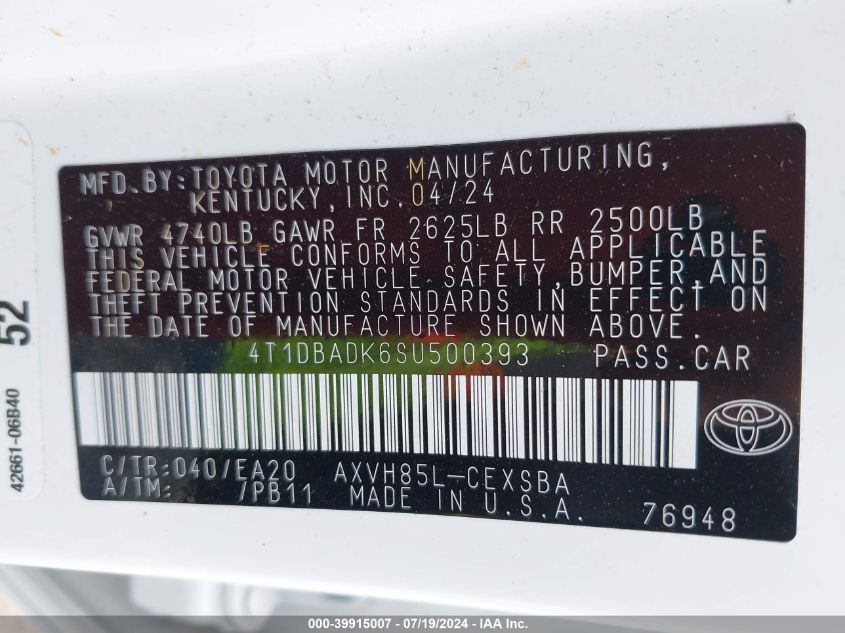 MFD. BY: TOYOTA MOTOR MANUFACTURING,
KENTUCKY, INC. 04/24
GVWR 4740LB GAWR FR 2625LB RR 2500LB
THIS VEHICLE CONFORMS TO ALL APPLICABLE
FEDERAL MOTOR VEHICLE SAFETY, BUMPER, AND
THEFT PREVENTION STANDARDS IN EFFECT ON
THE DATE OF MANUFACTURE SHOWN ABOVE.
4T1DBADK6SU500393 PASS.CAR
C/TR: 040/EA20 AXVH85L-CEXSBA
A/TM: /PB11 MADE IN U.S.A. 76948
52
42661-06B40
000-39915007 - 07/19/2024 - IAA Inc.